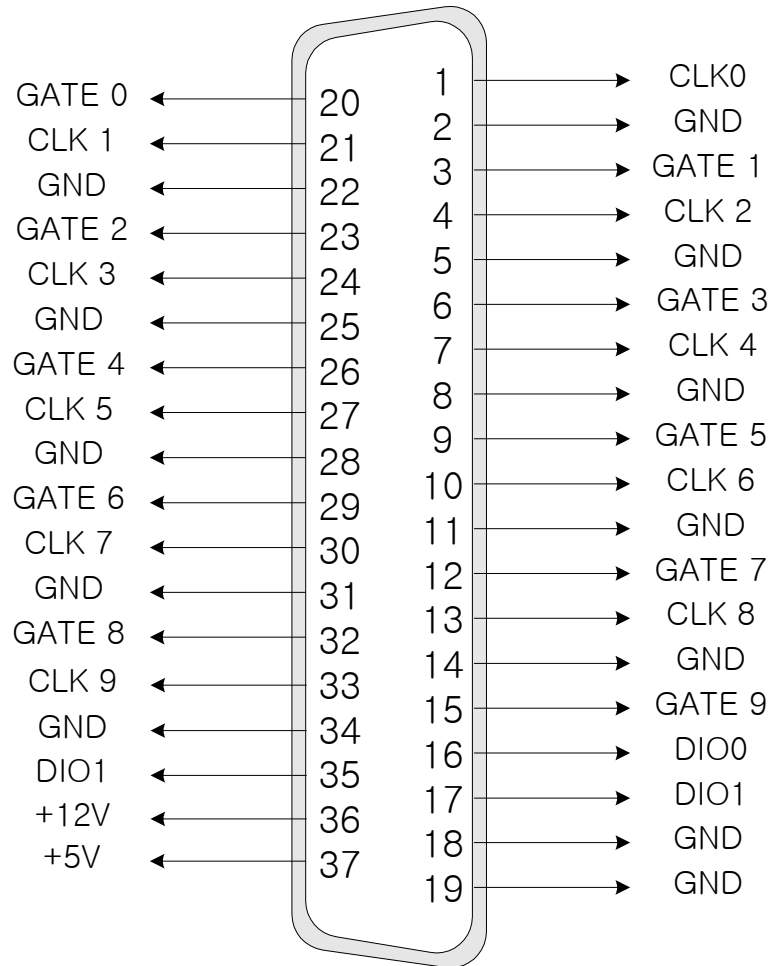 1 CLK0
GATE 0 20
2 GND
CLK 1 21
3 GATE 1
GND 22
4 CLK 2
GATE 2 23
5 GND
CLK 3 24
6 GATE 3
GND 25
7 CLK 4
GATE 4 26
8 GND
CLK 5 27
9 GATE 5
GND 28
10 CLK 6
GATE 6 29
11 GND
CLK 7 30
12 GATE 7
GND 31
13 CLK 8
GATE 8 32
14 GND
CLK 9 33
15 GATE 9
GND 34
16 DIO0
DIO1 35
17 DIO1
+12V 36
18 GND
+5V 37
19 GND